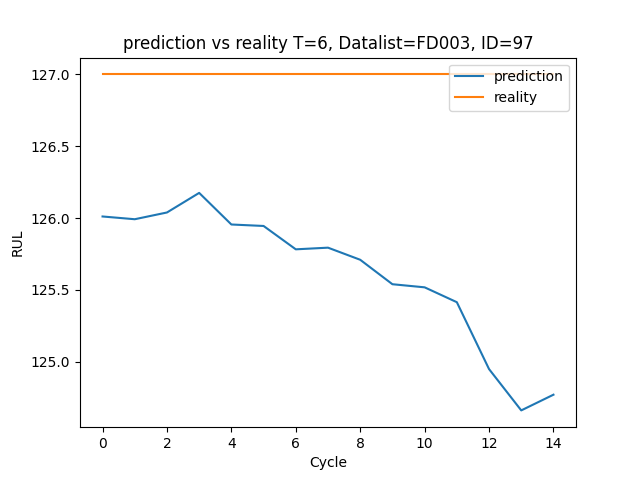 prediction vs reality T=6, Datalist=FD003, ID=97
127.0
126.5
126.0
125.5
125.0
RUL
prediction
reality
0 2 4 6 8 10 12 14
Cycle